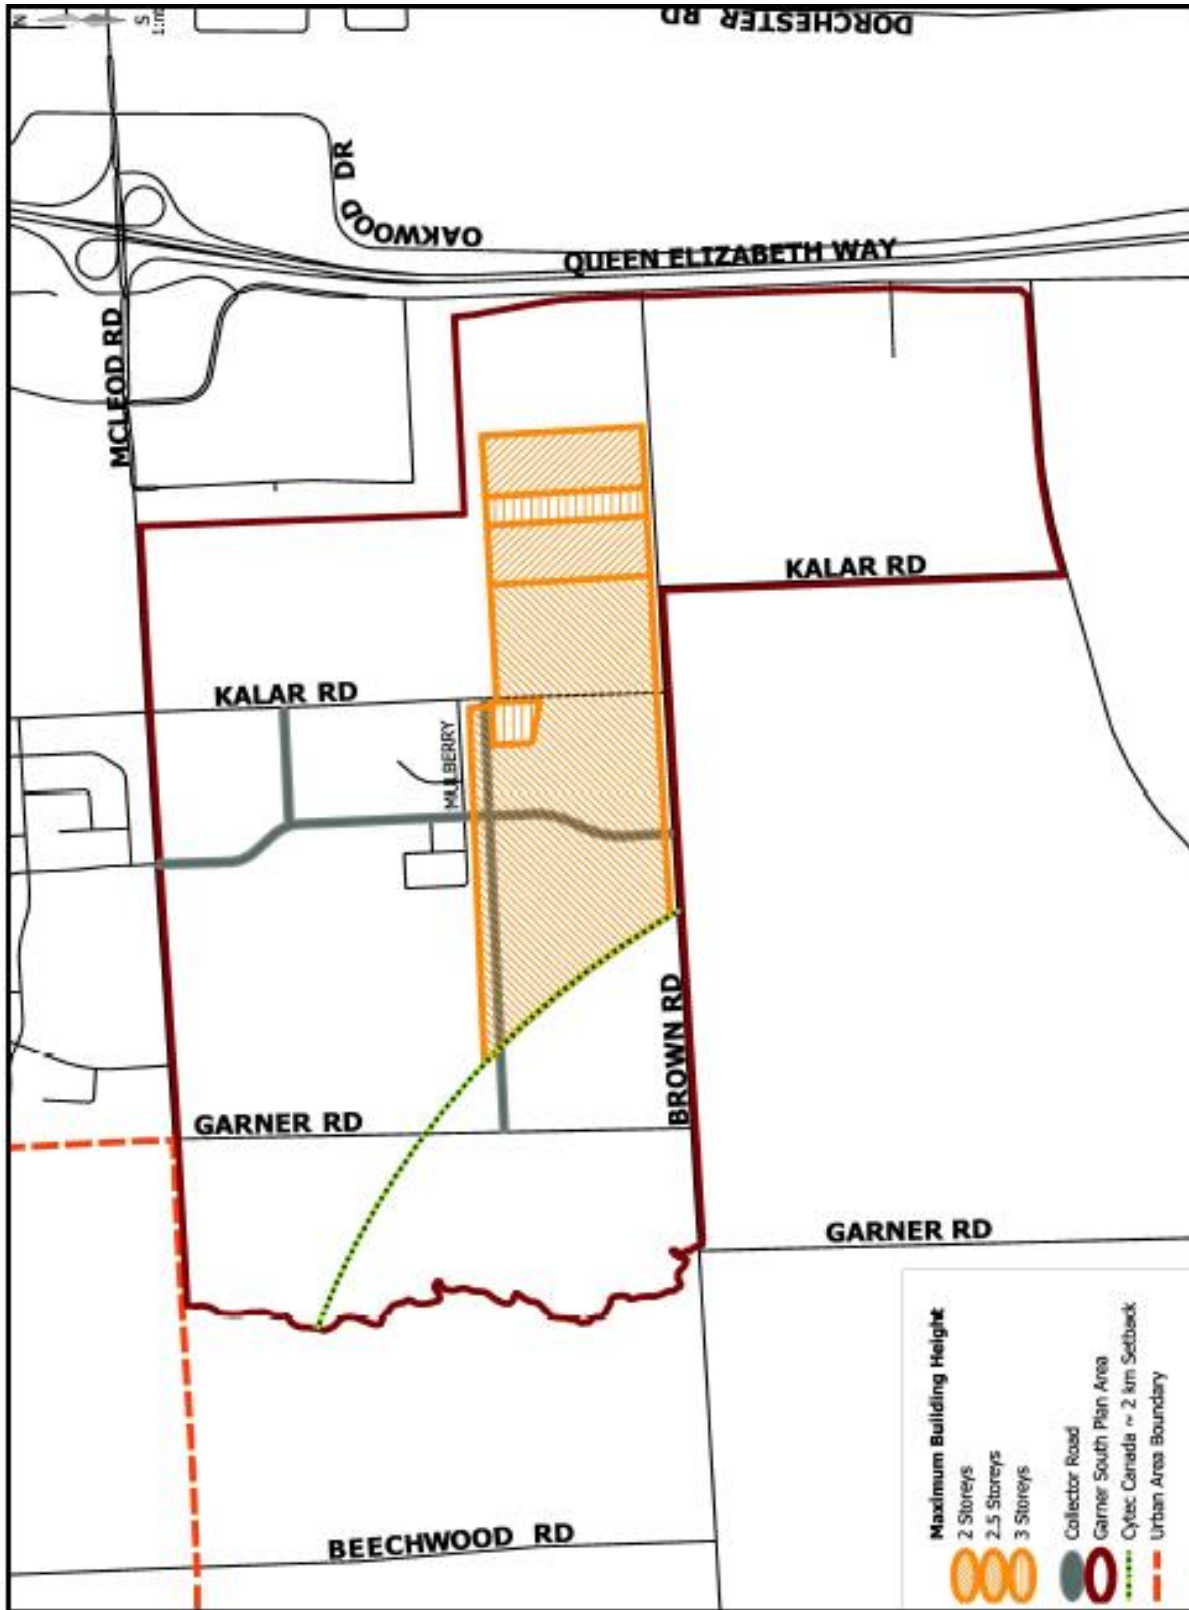 N
S
DORCHESTER RD
OAKWOOD DR
QUEEN ELIZABETH WAY
MCLEOD RD
KALAR RD
KALAR RD
MULBERRY
BROWN RD
GARNER RD
GARNER RD
BEECHWOOD RD
Maximum Building Height
2 Storeys
2.5 Storeys
3 Storeys
Collector Road
Garner South Plan Area
Cytec Canada ~ 2 km Setback
Urban Area Boundary